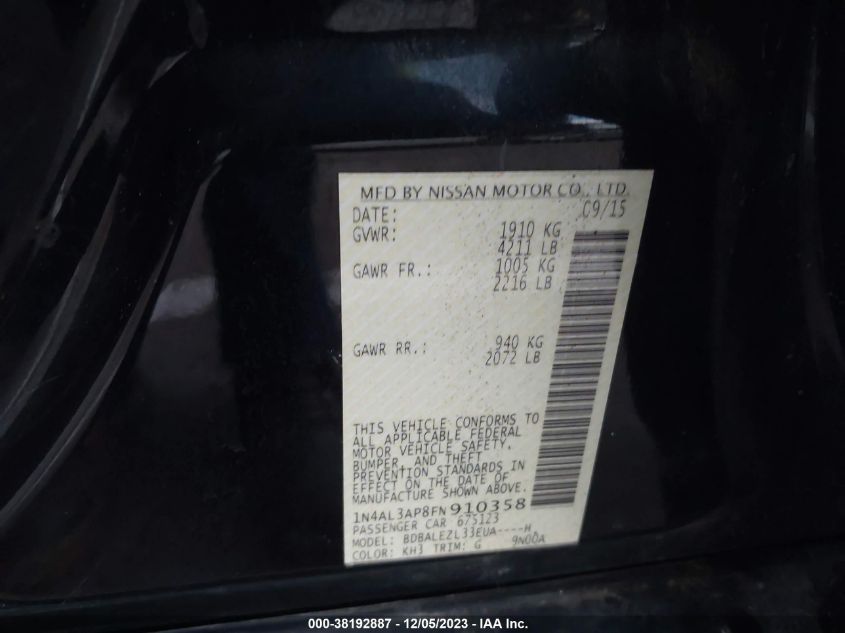 MFD BY NISSAN MOTOR CO., LTD.
DATE: 09/15
GVWR: 1910 KG
4211 LB
GAWR FR.: 1005 KG
2216 LB
GAWR RR.: 940 KG
2072 LB
THIS VEHICLE CONFORMS TO
ALL APPLICABLE FEDERAL
MOTOR VEHICLE SAFETY,
BUMPER, AND THEFT
PREVENTION STANDARDS IN
EFFECT ON THE DATE OF
MANUFACTURE SHOWN ABOVE.
1N4AL3AP8FN910358
PASSENGER CAR 675123
MODEL: BDBALEZL33EUA----H
COLOR: KH3 TRIM: G 9N00A
000-38192887 - 12/05/2023 - IAA Inc.